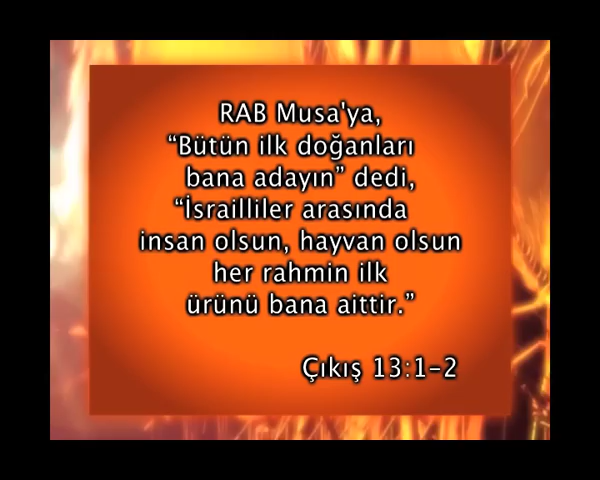 RAB Musa'ya,
“Bütün ilk doğanları
bana adayın” dedi,
“İsrailliler arasında
insan olsun, hayvan olsun
her rahmin ilk
ürünü bana aittir.”
Çıkış 13:1-2